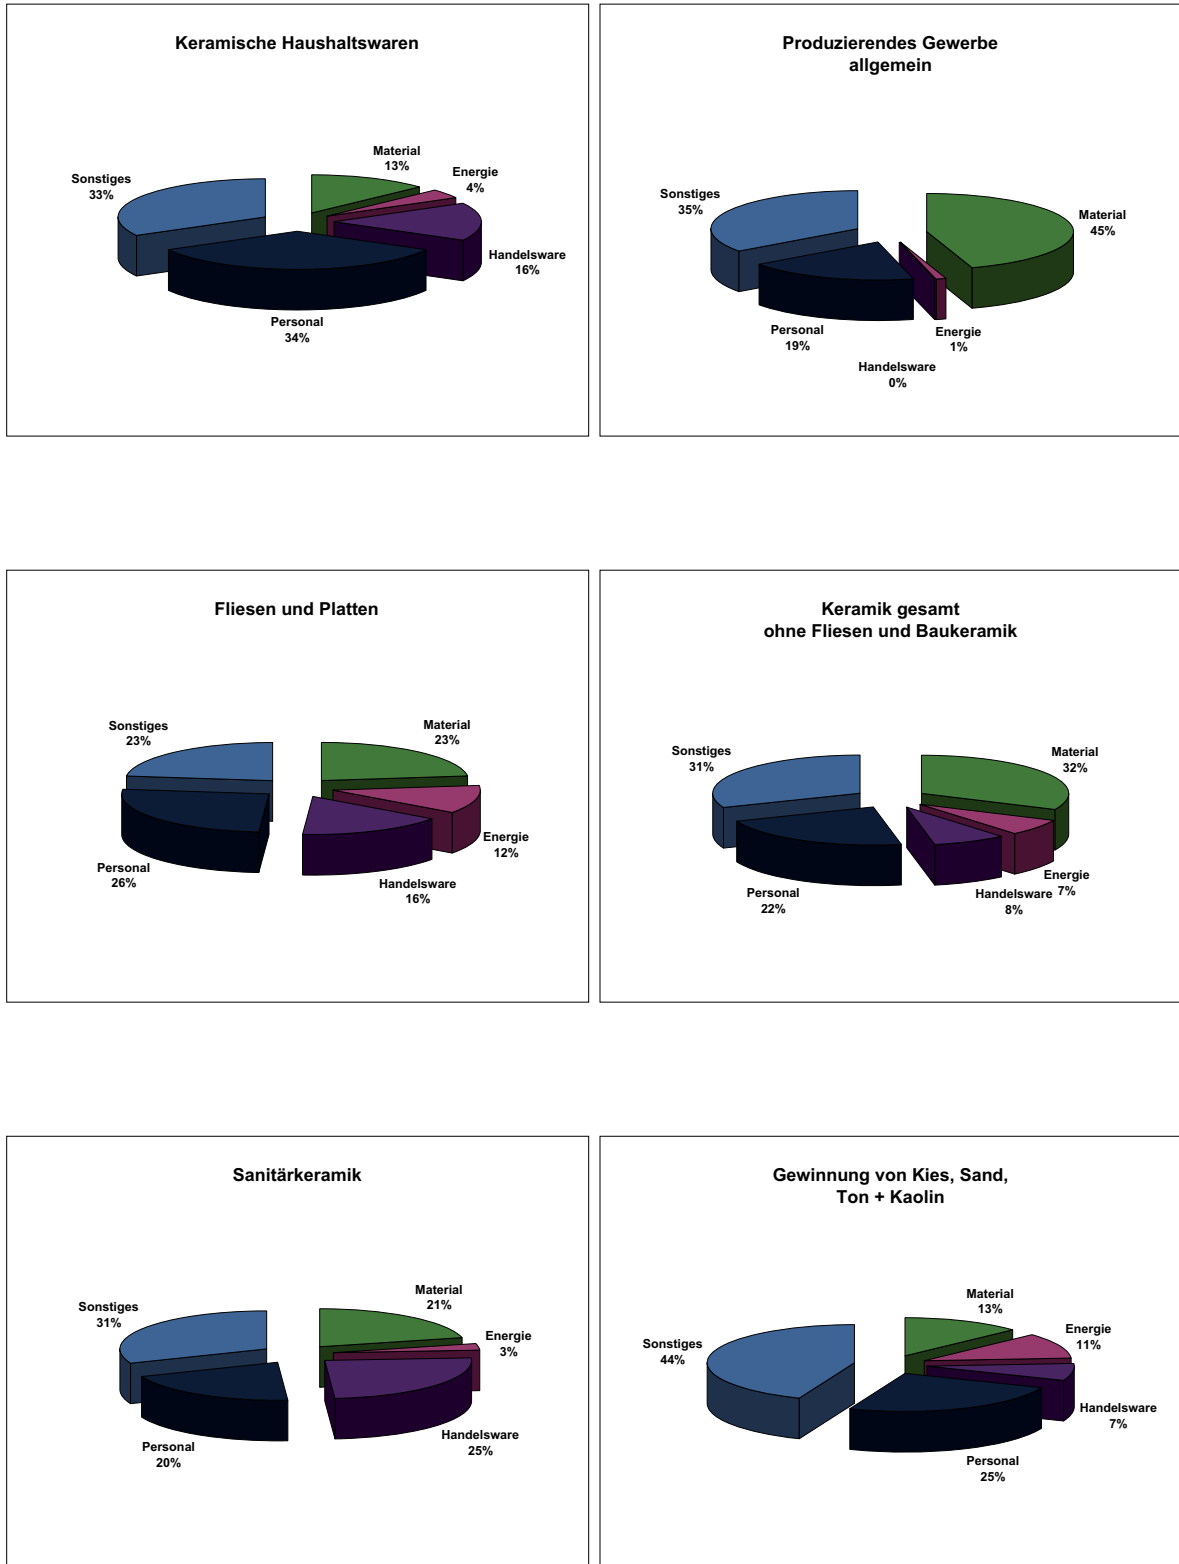 Keramische Haushaltswaren
Material
13%
Energie
4%
Sonstiges
33%
Handelsware
16%
Personal
34%
Produzierendes Gewerbe
allgemein
Sonstiges
35%
Material
45%
Personal
19%
Energie
1%
Handelsware
0%
Fliesen und Platten
Sonstiges
23%
Material
23%
Energie
12%
Personal
26%
Handelsware
16%
Keramik gesamt
ohne Fliesen und Baukeramik
Sonstiges
31%
Material
32%
Energie
7%
Personal
22%
Handelsware
8%
Sanitärkeramik
Material
21%
Sonstiges
31%
Energie
3%
Handelsware
25%
Personal
20%
Gewinnung von Kies, Sand,
Ton + Kaolin
Material
13%
Energie
11%
Sonstiges
44%
Handelsware
7%
Personal
25%